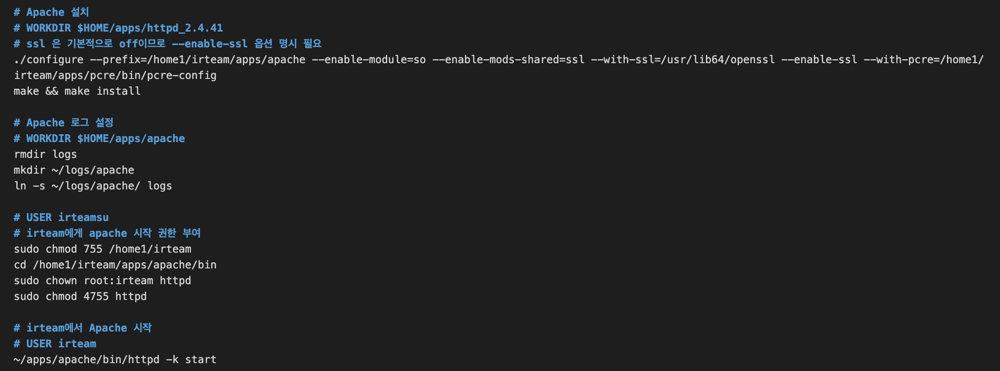 # Apache 설치
# WORKDIR $HOME/apps/httpd_2.4.41
# ssl 은 기본적으로 off이므로 --enable-ssl 옵션 명시 필요
./configure --prefix=/home1/irteam/apps/apache --enable-module=so --enable-mods-shared=ssl --with-ssl=/usr/lib64/openssl --enable-ssl --with-pcre=/home1/
irteam/apps/pcre/bin/pcre-config
make && make install
# Apache 로그 설정
# WORKDIR $HOME/apps/apache
rmdir logs
mkdir ~/logs/apache
ln -s ~/logs/apache/ logs
# USER irteamsu
# irteam에게 apache 시작 권한 부여
sudo chmod 755 /home1/irteam
cd /home1/irteam/apps/apache/bin
sudo chown root:irteam httpd
sudo chmod 4755 httpd
# irteam에서 Apache 시작
# USER irteam
~/apps/apache/bin/httpd -k start